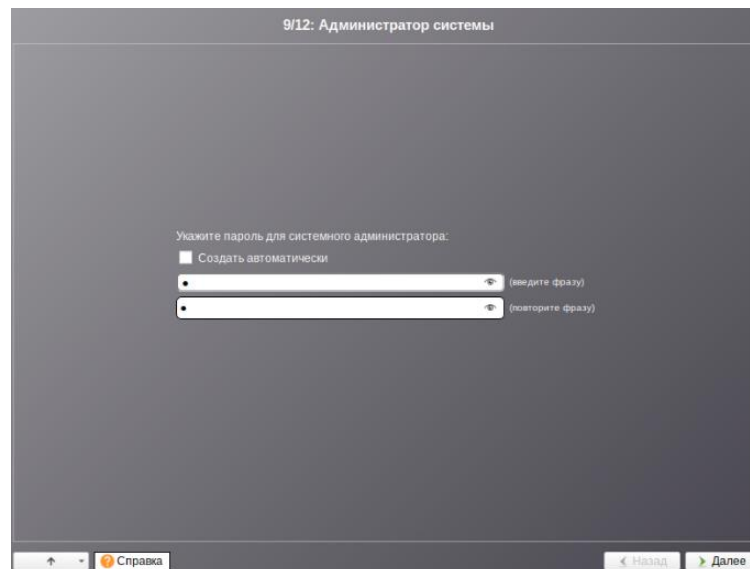 9/12: Администратор системы
Укажите пароль для системного администратора:
Создать автоматически
(введите фразу)
(повторите фразу)
Справка
Назад
Далее